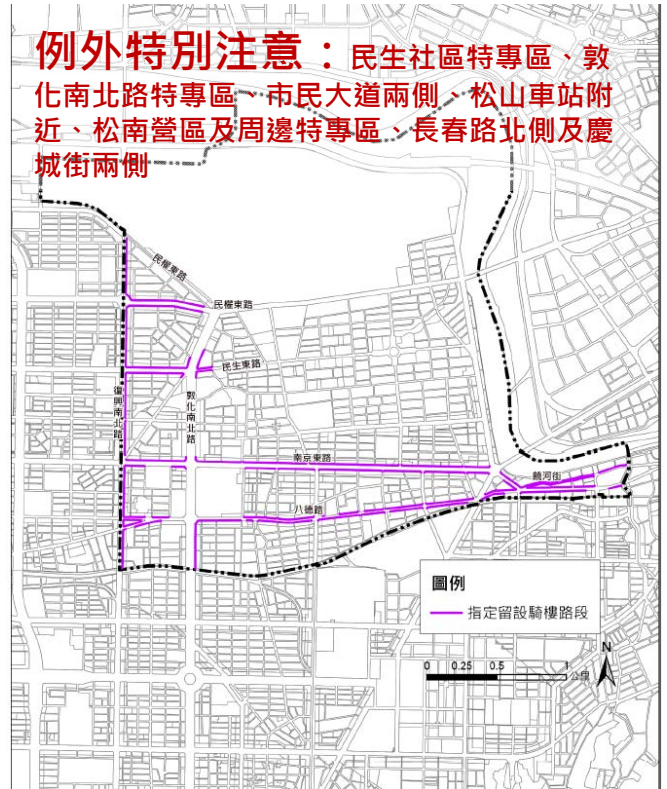 例外特別注意：民生社區特專區、敦
化南北路特專區、市民大道兩側、松山車站附
近、松南營區及周邊特專區、長春路北側及慶
城街兩側
民權東路
民權東路
民生東路
復興南北路
敦化南北路
南京東路
饒河街
八德路
圖例
指定留設騎樓路段
N
0 0.25 0.5 1
公里